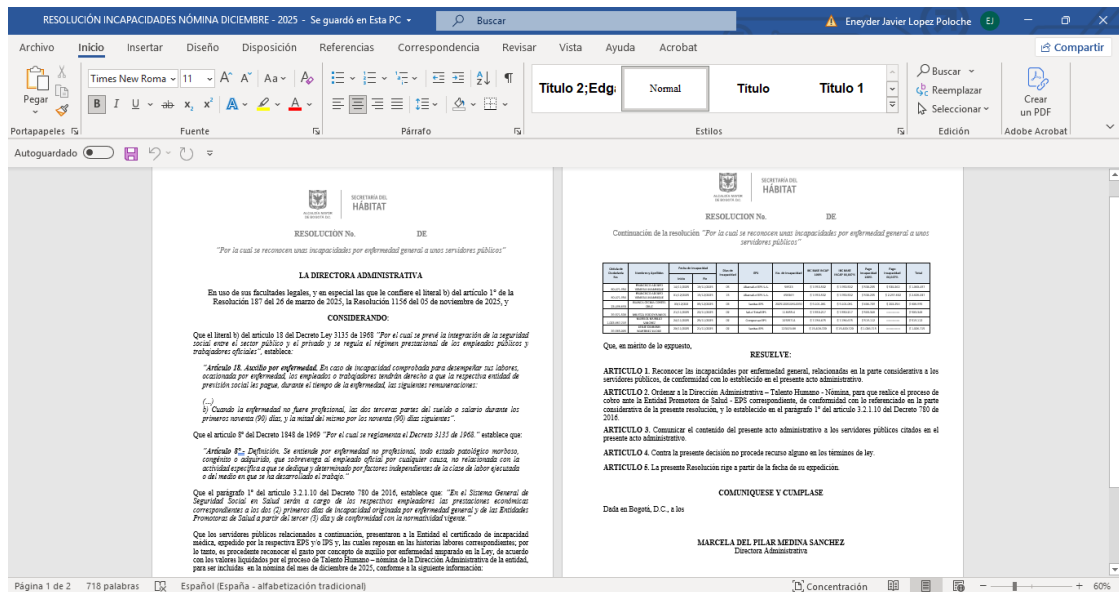 RESOLUCIÓN INCAPACIDADES NÓMINA DICIEMBRE - 2025 - Se guardó en Esta PC
Buscar
Eneyder Javier Lopez Poloche
EJ
Archivo Inicio Insertar Diseño Disposición Referencias Correspondencia Revisar Vista Ayuda Acrobat
Compartir
Pegar
Times New Roma 11
Titulo 2;Edg:
Normal
Título
Título 1
Buscar
Reemplazar
Seleccionar
Crear
un PDF
Portapapeles Fuente Párrafo Estilos Edición Adobe Acrobat
Autoguardado
SECRETARÍA DEL
HÁBITAT
RESOLUCIÓN No. DE
"Por la cual se reconocen unas incapacidades por enfermedad general a unos servidores públicos"
LA DIRECTORA ADMINISTRATIVA
En uso de sus facultades legales, y en especial las que le confiere el literal b) del artículo 1º de la
Resolución 187 del 26 de marzo de 2025, la Resolución 1156 del 05 de noviembre de 2025, y
CONSIDERANDO:
Que el literal b) del artículo 18 del Decreto Ley 3135 de 1968 "Por el cual se prevé la integración de la seguridad
social entre el sector público y el privado y se regula el régimen prestacional de los empleados públicos y
trabajadores oficiales", establece:
"Artículo 18. Auxilio por enfermedad. En caso de incapacidad comprobada para desempeñar sus labores,
ocasionada por enfermedad, los empleados o trabajadores tendrán derecho a que la respectiva entidad de
previsión social les pague, durante el tiempo de la enfermedad, las siguientes remuneraciones:
(...)
b) Cuando la enfermedad no fuere profesional, las dos terceras partes del sueldo o salario durante los
primeros noventa (90) días, y la mitad del mismo por los noventa (90) días siguientes".
Que el artículo 8º del Decreto 1848 de 1969 "Por el cual se reglamenta el Decreto 3135 de 1968." establece que:
"Artículo 8º.- Definición. Se entiende por enfermedad no profesional, todo estado patológico morboso,
congénito o adquirido, que sobrevenga al empleado oficial por cualquier causa, no relacionada con la
actividad específica a que se dedique y determinado por factores independientes de la clase de labor ejecutada
o del medio en que se ha desarrollado el trabajo."
Que el parágrafo 1º del artículo 3.2.1.10 del Decreto 780 de 2016, establece que: "En el Sistema General de
Seguridad Social en Salud serán a cargo de los respectivos empleadores las prestaciones económicas
correspondientes a los dos (2) primeros días de incapacidad originada por enfermedad general y de las Entidades
Promotoras de Salud a partir del tercer (3) día y de conformidad con la normatividad vigente."
Que los servidores públicos relacionados a continuación, presentaron a la Entidad el certificado de incapacidad
médica, expedido por la respectiva EPS y/o IPS y, las cuales reposan en las historias labores correspondientes; por
lo tanto, es procedente reconocer el gasto por concepto de auxilio por enfermedad amparado en la Ley, de acuerdo
con los valores liquidados por el proceso de Talento Humano – nómina de la Dirección Administrativa de la entidad,
para ser incluidas en la nómina del mes de diciembre de 2025, conforme a la siguiente información:
SECRETARÍA DEL
HÁBITAT
RESOLUCION No. DE
Continuación de la resolución "Por la cual se reconocen unas incapacidades por enfermedad general a unos
servidores públicos"
Que, en mérito de lo expuesto,
RESUELVE:
ARTICULO 1. Reconocer las incapacidades por enfermedad general, relacionadas en la parte considerativa a los
servidores públicos, de conformidad con lo establecido en el presente acto administrativo.
ARTICULO 2. Ordenar a la Dirección Administrativa – Talento Humano - Nómina, para que realice el proceso de
cobro ante la Entidad Promotora de Salud - EPS correspondiente, de conformidad con lo referenciado en la parte
considerativa de la presente resolución, y lo establecido en el parágrafo 1º del artículo 3.2.1.10 del Decreto 780 de
2016.
ARTICULO 3. Comunicar el contenido del presente acto administrativo a los servidores públicos citados en el
presente acto administrativo.
ARTICULO 4. Contra la presente decisión no procede recurso alguno en los términos de ley.
ARTICULO 5. La presente Resolución rige a partir de la fecha de su expedición.
COMUNIQUESE Y CUMPLASE
Dada en Bogotá, D.C., a los
MARCELA DEL PILAR MEDINA SANCHEZ
Directora Administrativa
Página 1 de 2 718 palabras Español (España - alfabetización tradicional) Concentración 60%